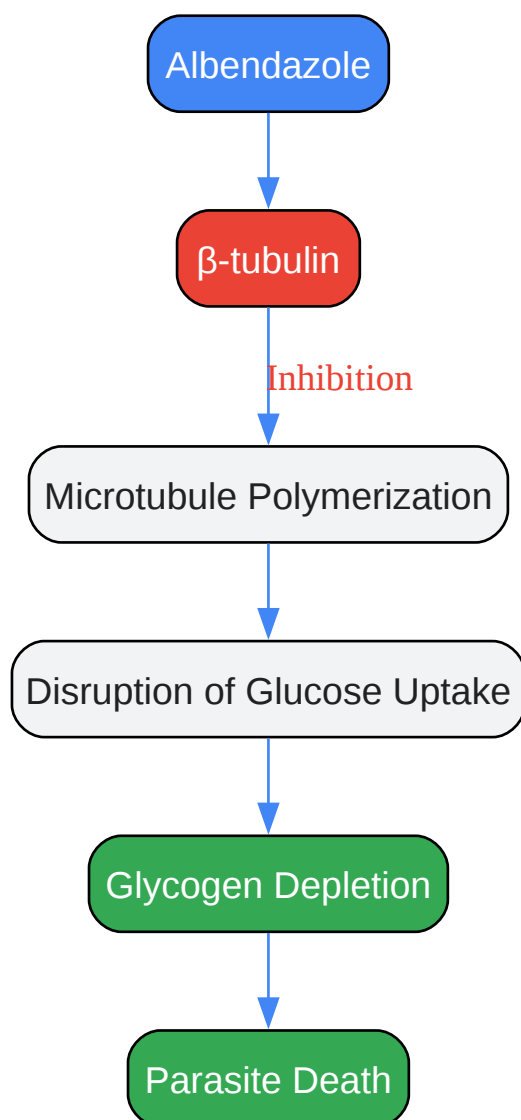 Albendazole
β-tubulin
Inhibition
Microtubule Polymerization
Disruption of Glucose Uptake
Glycogen Depletion
Parasite Death